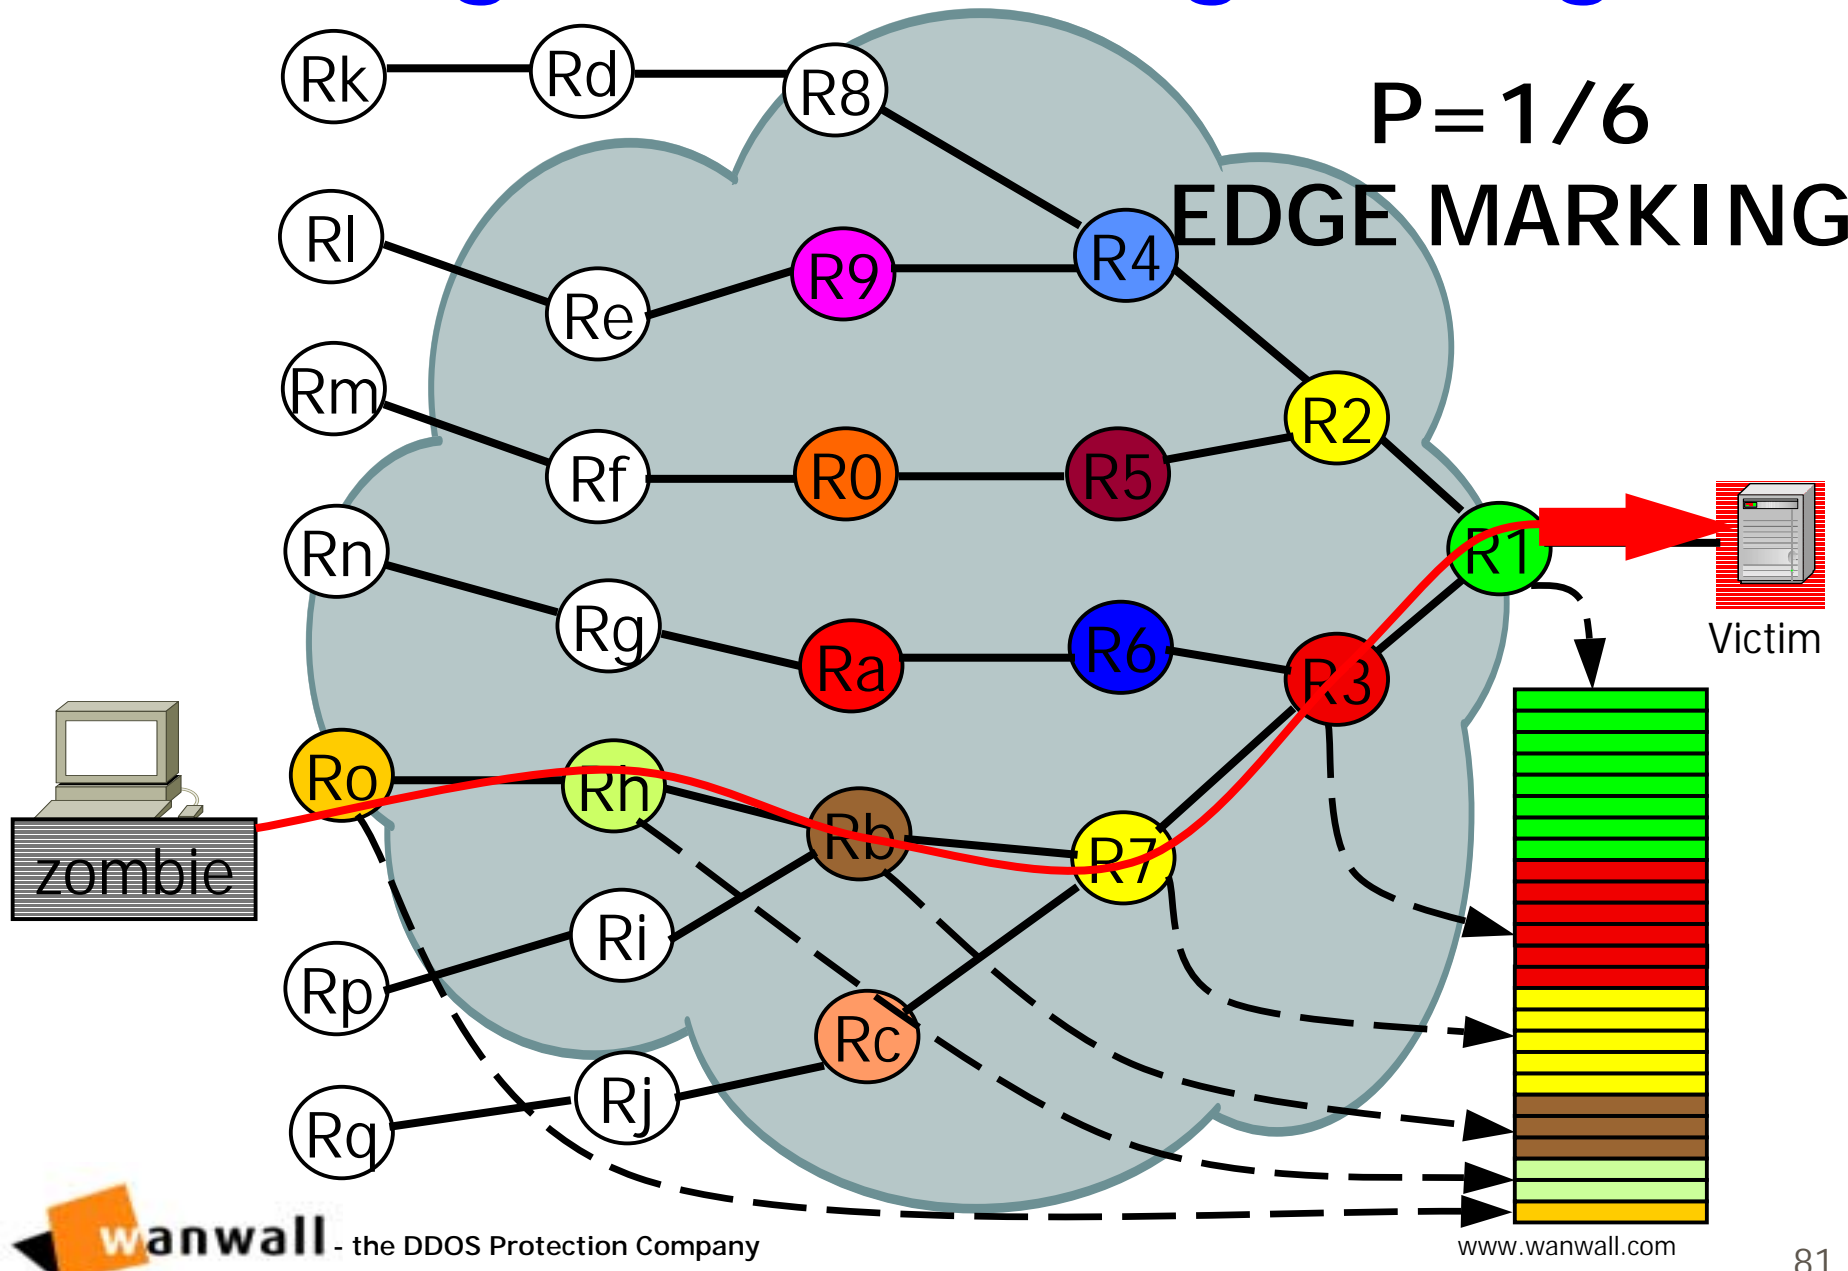 P=1/6
EDGE MARKING
Rk
Rd
R8
Rl
Re
R9
R4
Rm
Rf
R0
R5
R2
Rn
Rg
Ra
R6
R3
R1
Victim
zombie
Ro
Rh
Rb
R7
Rp
Ri
Rc
Rq
Rj
wanwall - the DDOS Protection Company
www.wanwall.com
81